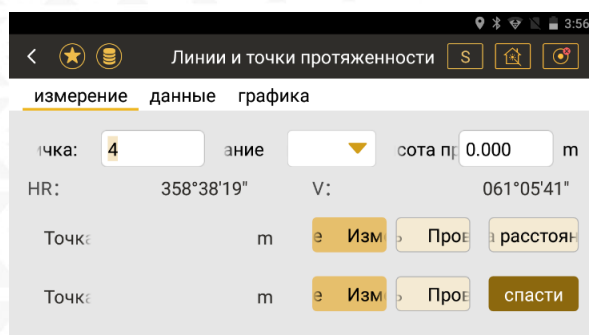 3:56
Линии и точки протяженности S
измерение данные графика
чка: 4 ание сота пр 0.000 m
HR: 358°38'19" V: 061°05'41"
Точка m е Изм ь Пров а расстоян
Точка m е Изм ь Пров спасти